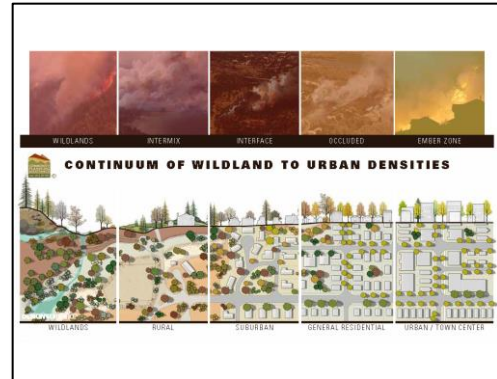 WILDLANDS INTERMIX INTERFACE OCCLUDED EMBER ZONE
CONTINUUM OF WILDLAND TO URBAN DENSITIES
WILDLANDS RURAL SUBURBAN GENERAL RESIDENTIAL URBAN / TOWN CENTER